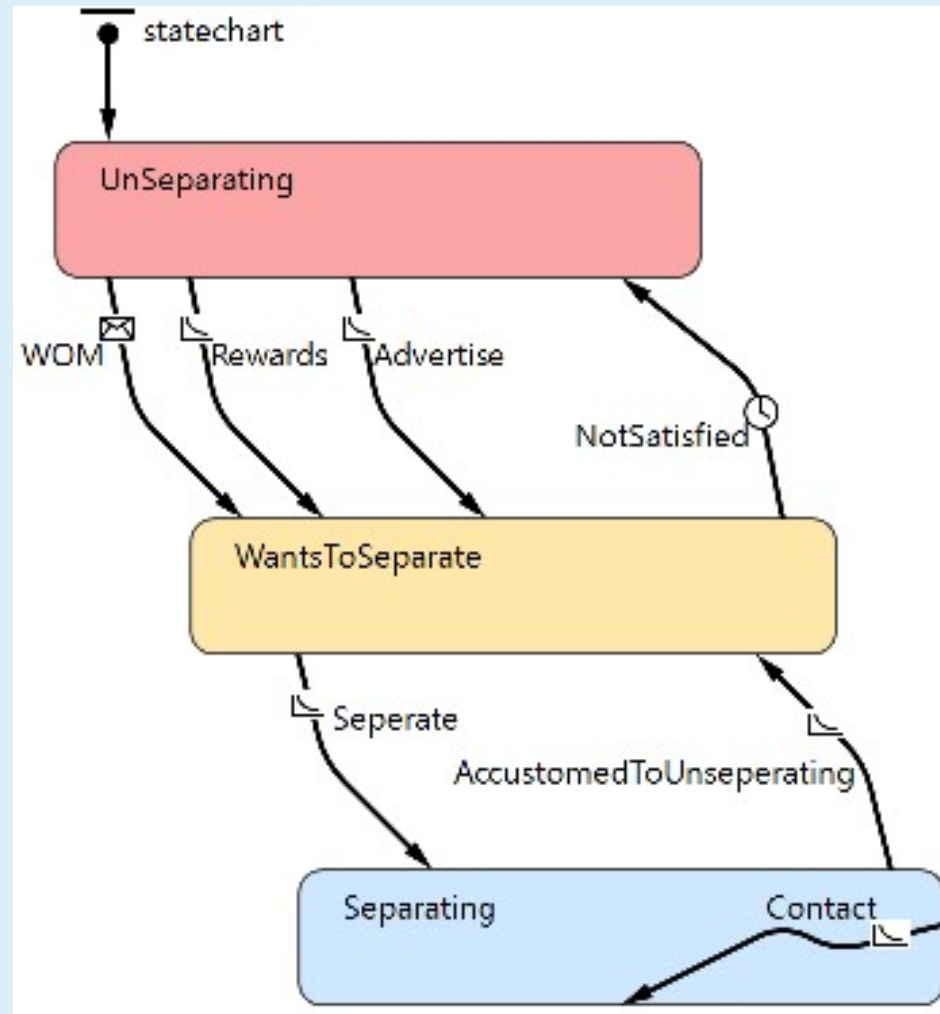 statechart
UnSeparating
WOM
Rewards
Advertise
NotSatisfied
WantsToSeparate
Seperate
AccustomedToUnseperating
Separating
Contact